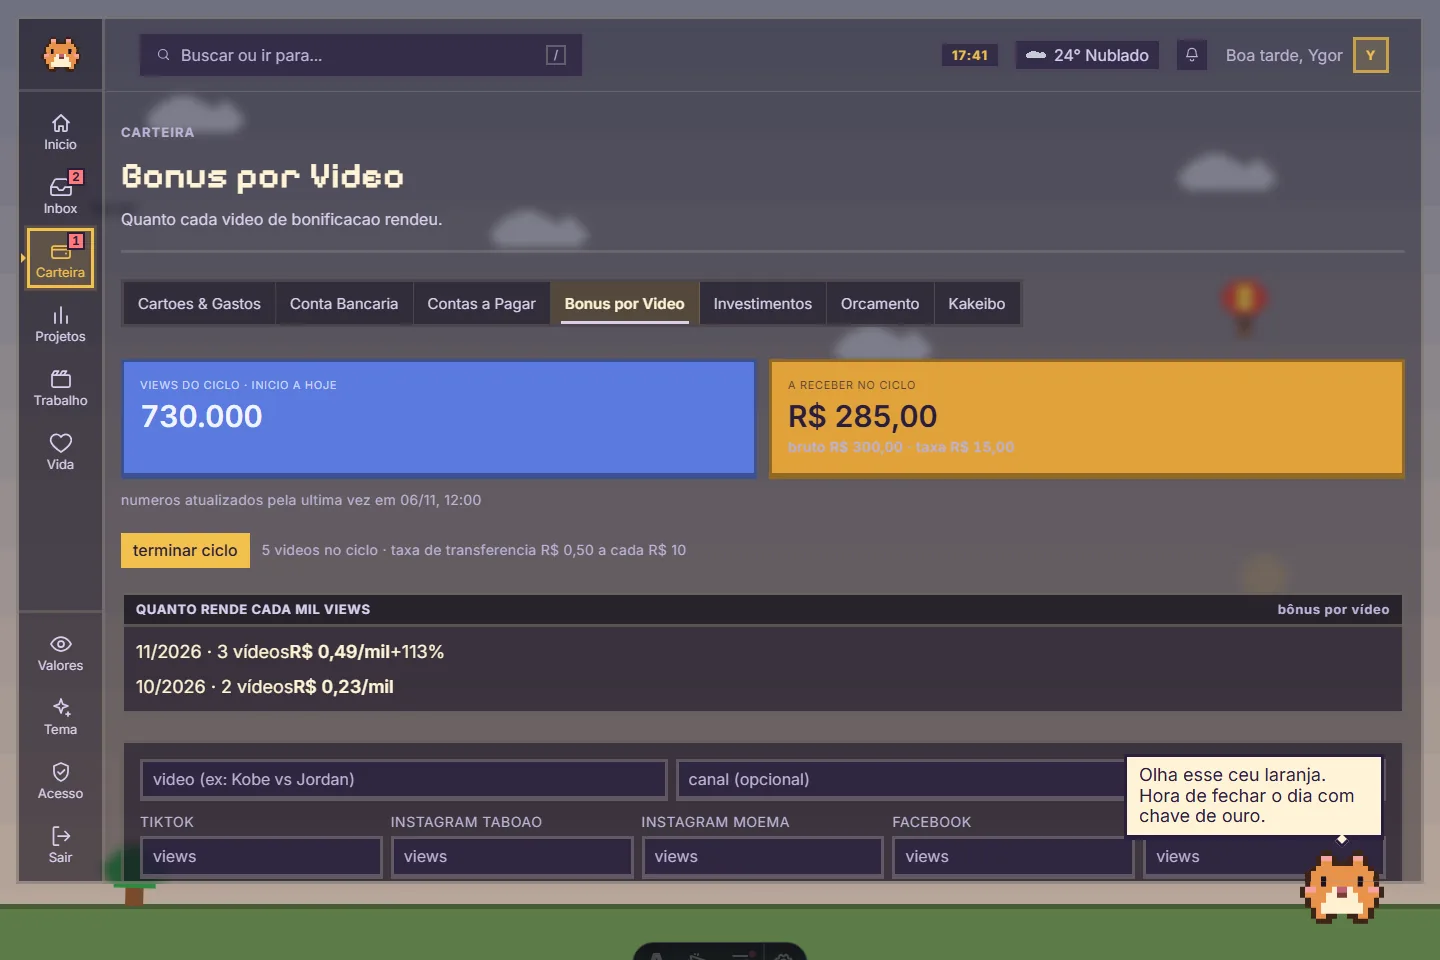 Buscar ou ir para...
/
17:41
24° Nublado
Boa tarde, Ygor
Y
Inicio
2
Inbox
1
Carteira
Projetos
Trabalho
Vida
Valores
Tema
Acesso
Sair
CARTEIRA
Bonus por Video
Quanto cada video de bonificacao rendeu.
Cartoes & Gastos
Conta Bancaria
Contas a Pagar
Bonus por Video
Investimentos
Orcamento
Kakeibo
VIEWS DO CICLO · INICIO A HOJE
730.000
A RECEBER NO CICLO
R$ 285,00
bruto R$ 300,00 · taxa R$ 15,00
numeros atualizados pela ultima vez em 06/11, 12:00
terminar ciclo
5 videos no ciclo · taxa de transferencia R$ 0,50 a cada R$ 10
QUANTO RENDE CADA MIL VIEWS
bônus por vídeo
11/2026 · 3 vídeosR$ 0,49/mil+113%
10/2026 · 2 vídeosR$ 0,23/mil
video (ex: Kobe vs Jordan)
canal (opcional)
TIKTOK
INSTAGRAM TABOAO
INSTAGRAM MOEMA
FACEBOOK
views
views
views
views
views
Olha esse ceu laranja.
Hora de fechar o dia com
chave de ouro.